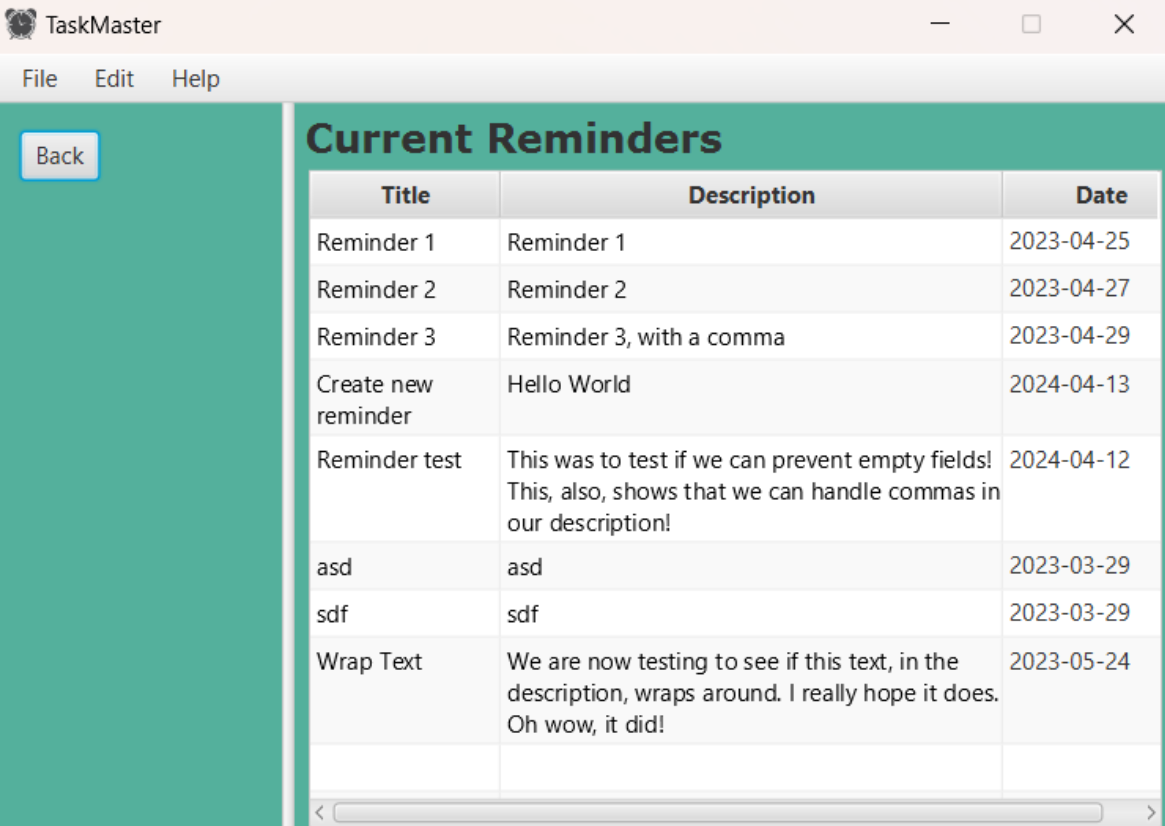 TaskMaster
File Edit Help
Back
Current Reminders
Title Description Date
Reminder 1 Reminder 1 2023-04-25
Reminder 2 Reminder 2 2023-04-27
Reminder 3 Reminder 3, with a comma 2023-04-29
Create new Hello World 2024-04-13
reminder
Reminder test This was to test if we can prevent empty fields! 2024-04-12
This, also, shows that we can handle commas in
our description!
asd asd 2023-03-29
sdf sdf 2023-03-29
Wrap Text We are now testing to see if this text, in the 2023-05-24
description, wraps around. I really hope it does.
Oh wow, it did!